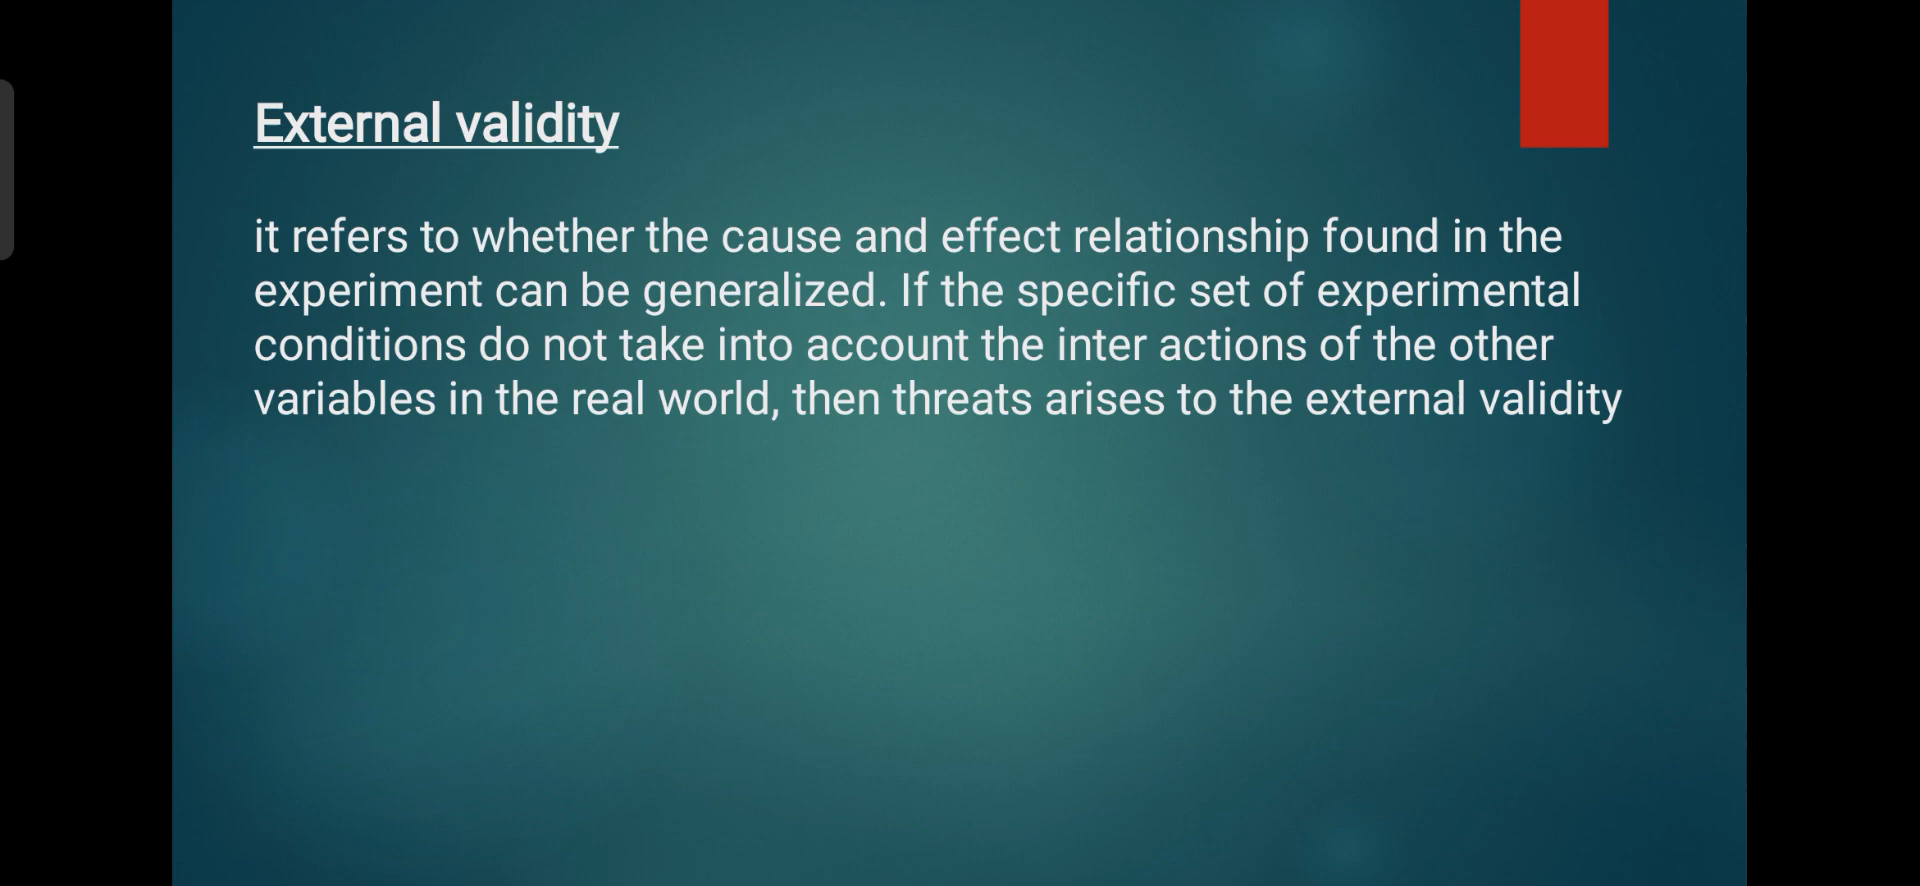 External validity
it refers to whether the cause and effect relationship found in the
experiment can be generalized. If the specific set of experimental
conditions do not take into account the inter actions of the other
variables in the real world, then threats arises to the external validity